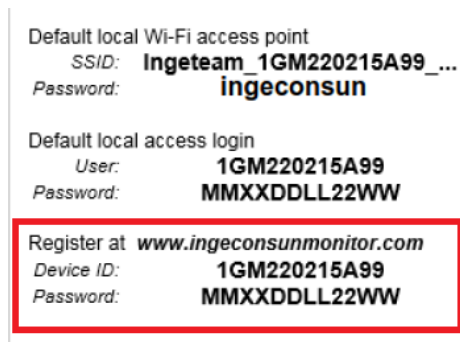 Default local Wi-Fi access point
SSID: Ingeteam_1GM220215A99_...
Password: ingeconsun
Default local access login
User: 1GM220215A99
Password: MMXXDDLL22WW
Register at www.ingeconsunmonitor.com
Device ID: 1GM220215A99
Password: MMXXDDLL22WW